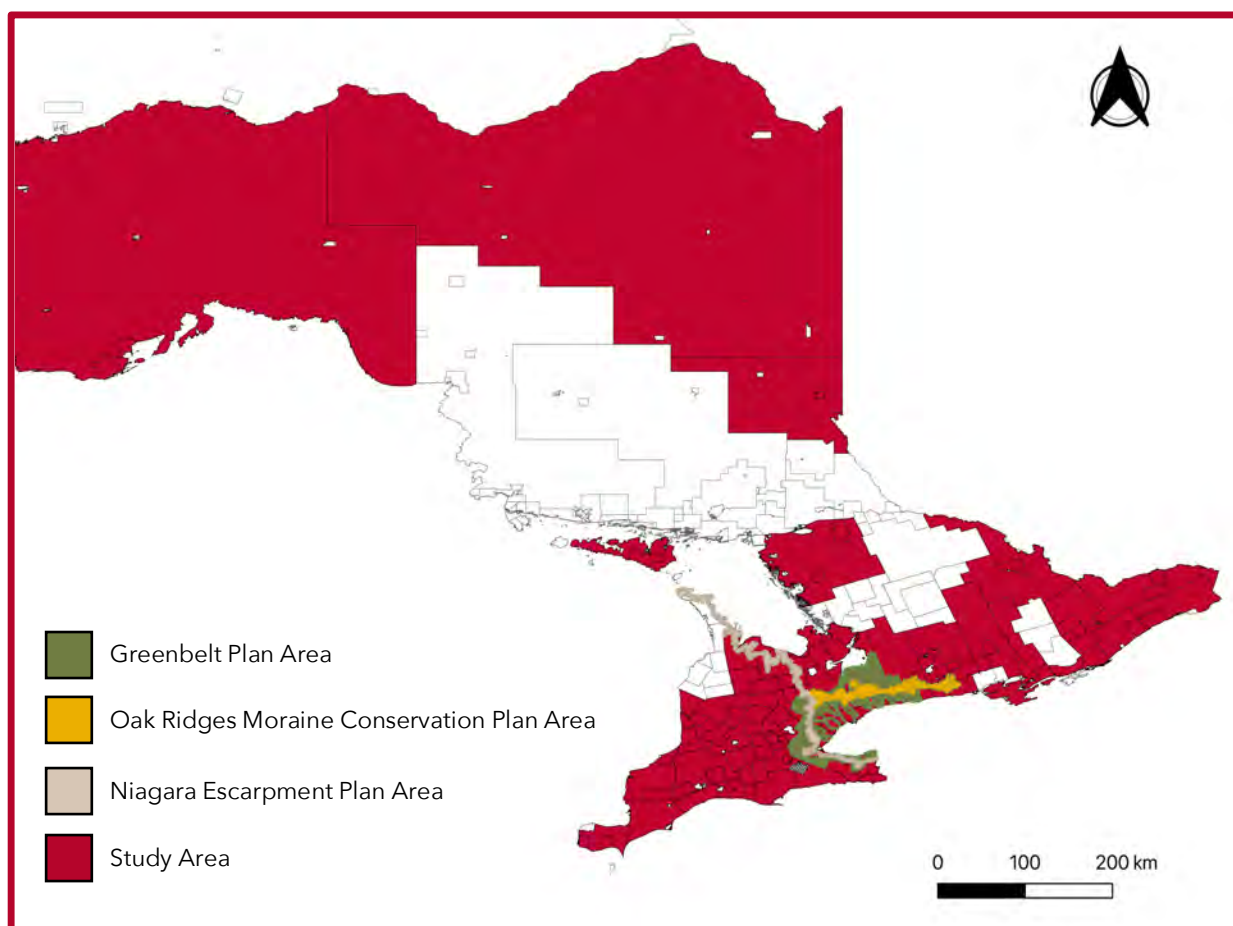 Greenbelt Plan Area
Oak Ridges Moraine Conservation Plan Area
Niagara Escarpment Plan Area
Study Area
0 100 200 km